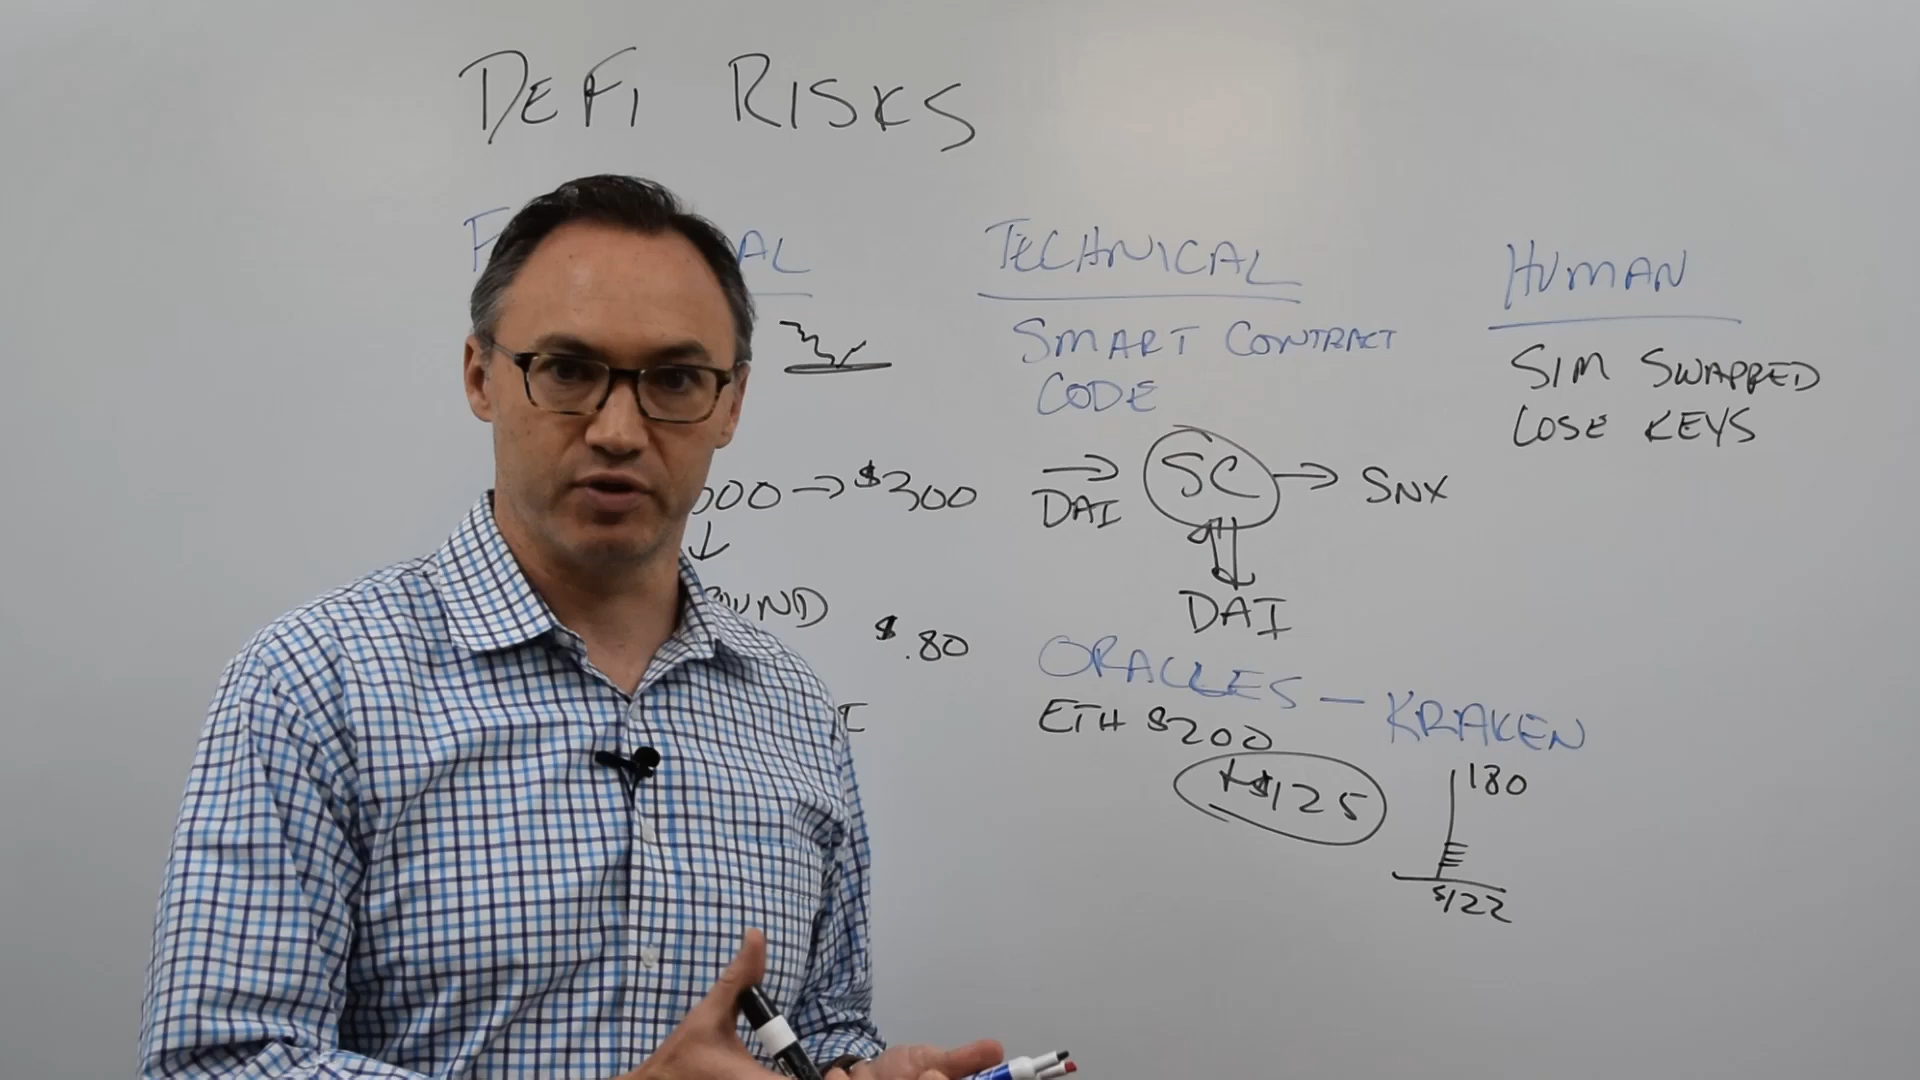 DEFI RISKS
TECHNICAL
SMART CONTRACT
CODE
DAI
SC
SNX
DAI
ORACLES - KRAKEN
ETH $200
$125
180
$122
HUMAN
SIM SWAPPED
LOSE KEYS
→ $300
$.80